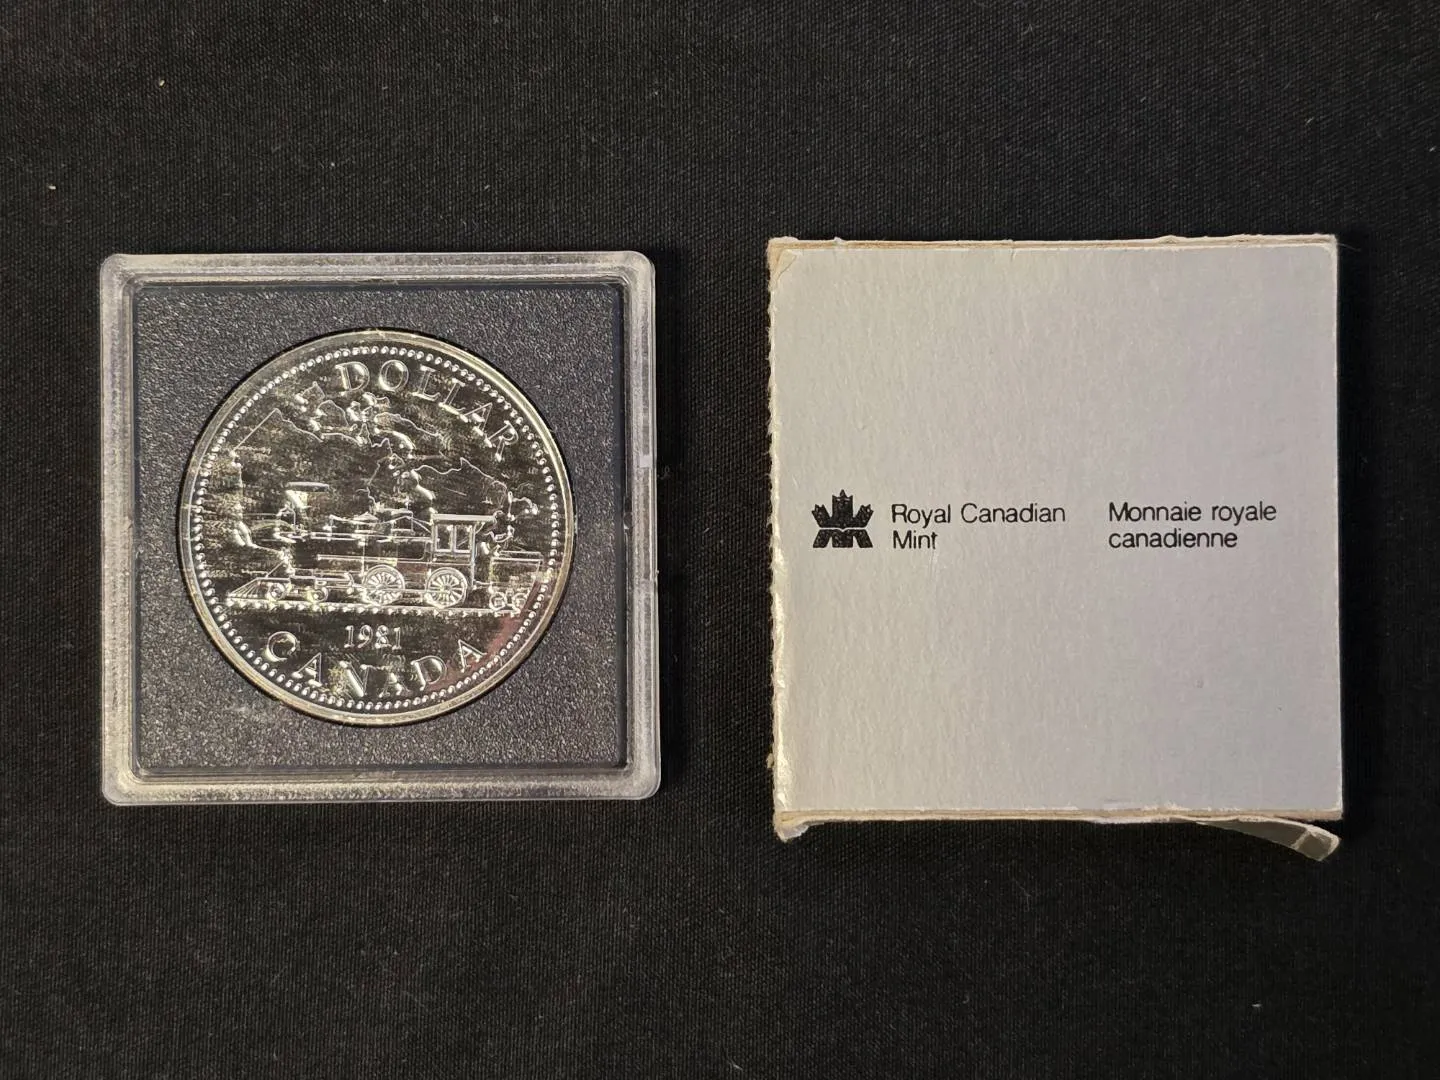 DOLLAR
1981
CANADA
Royal Canadian
Mint
Monnaie royale
canadienne